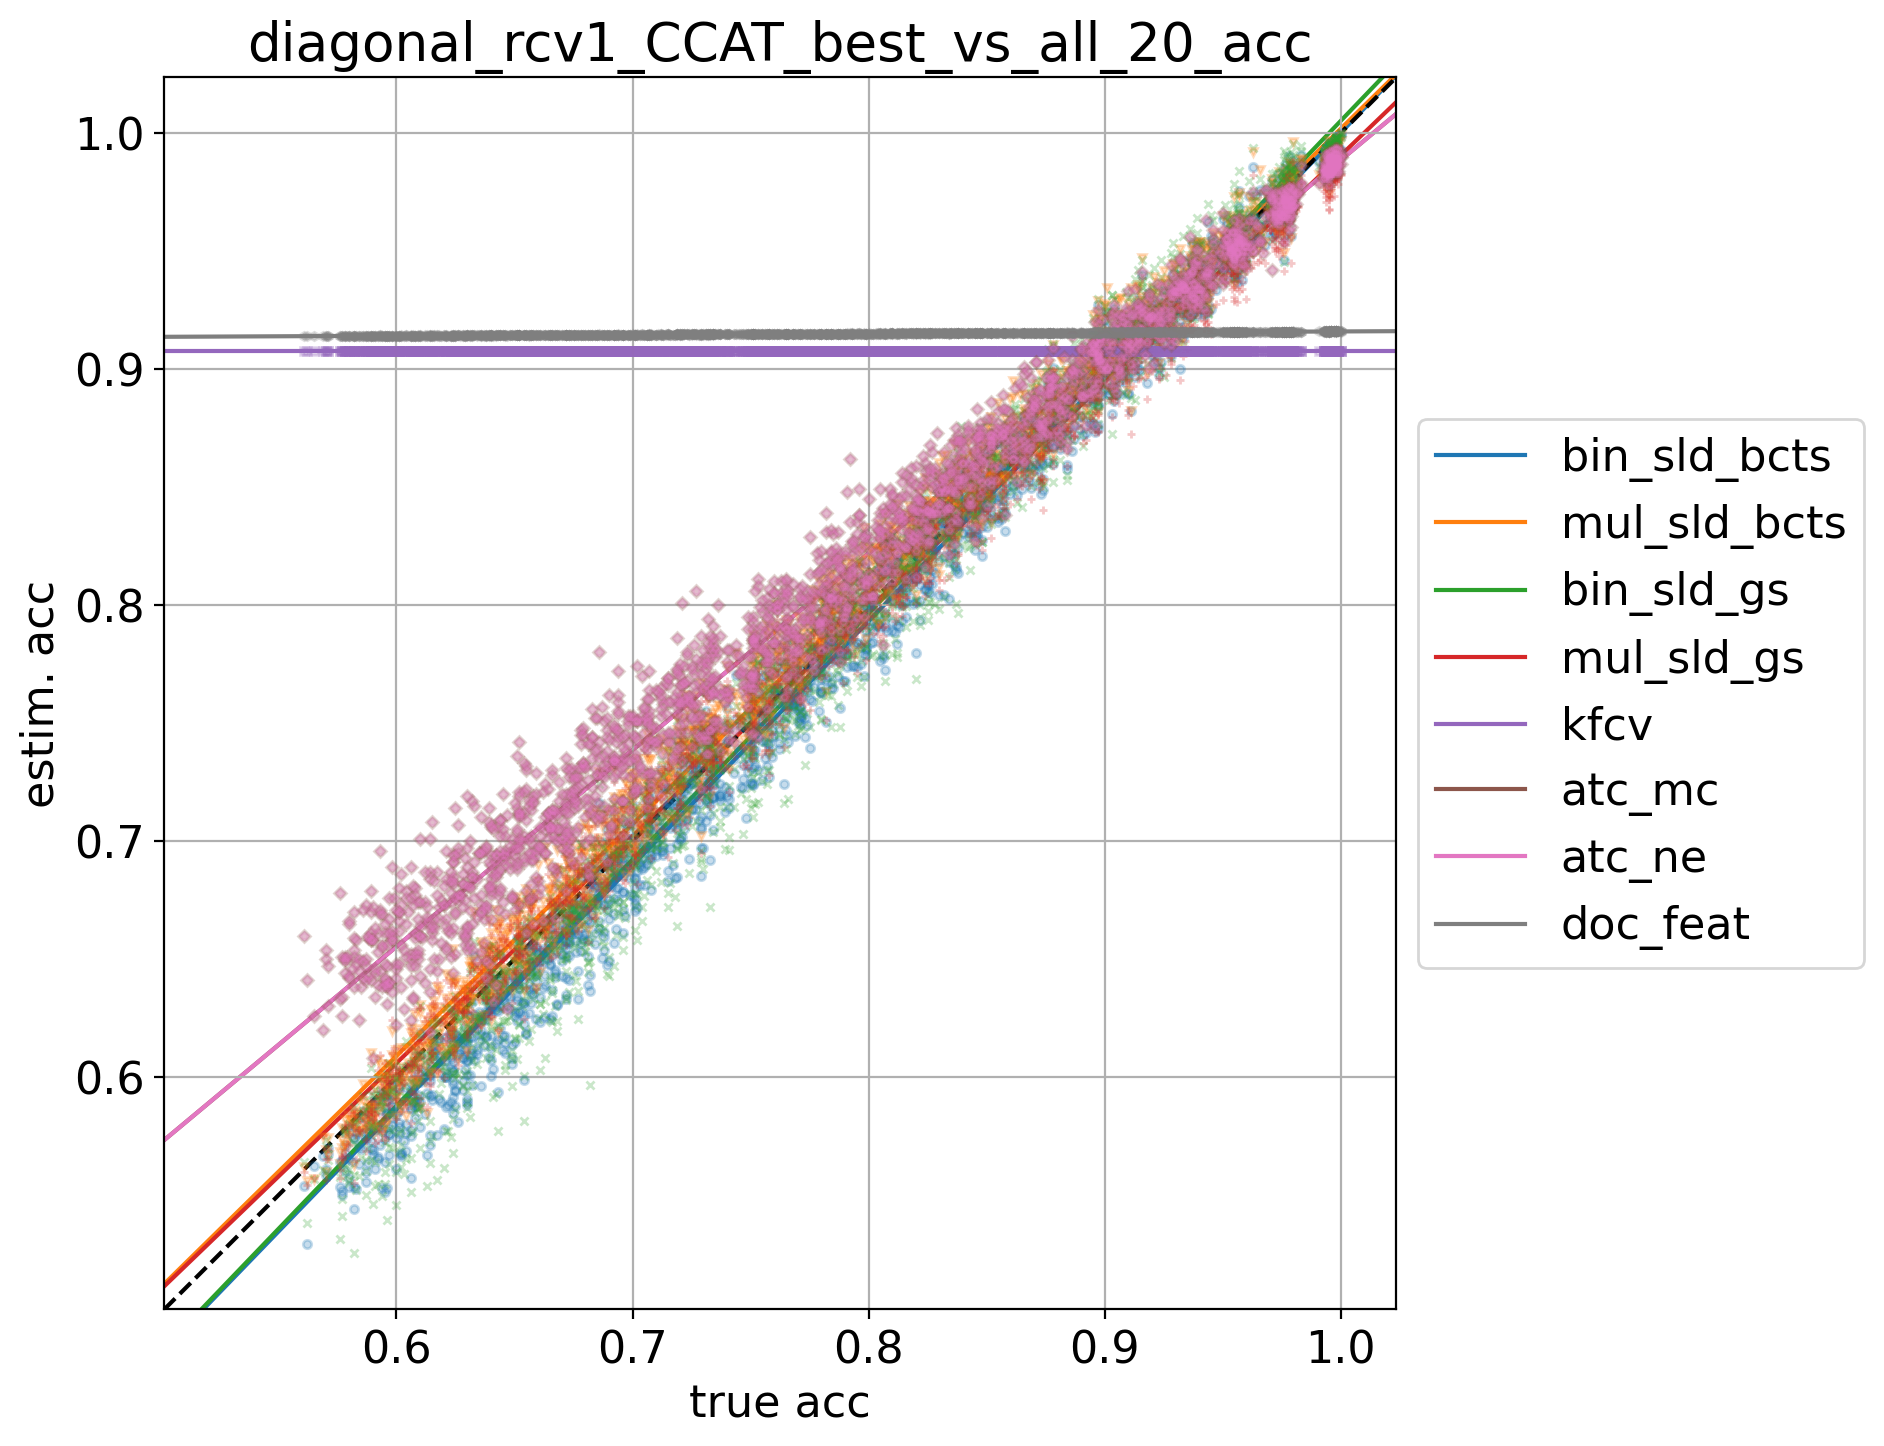 diagonal_rcv1_CCAT_best_vs_all_20_acc
estim. acc
1.0
0.9
0.8
0.7
0.6
0.6 0.7 0.8 0.9 1.0
true acc
bin_sld_bcts
mul_sld_bcts
bin_sld_gs
mul_sld_gs
kfcv
atc_mc
atc_ne
doc_feat